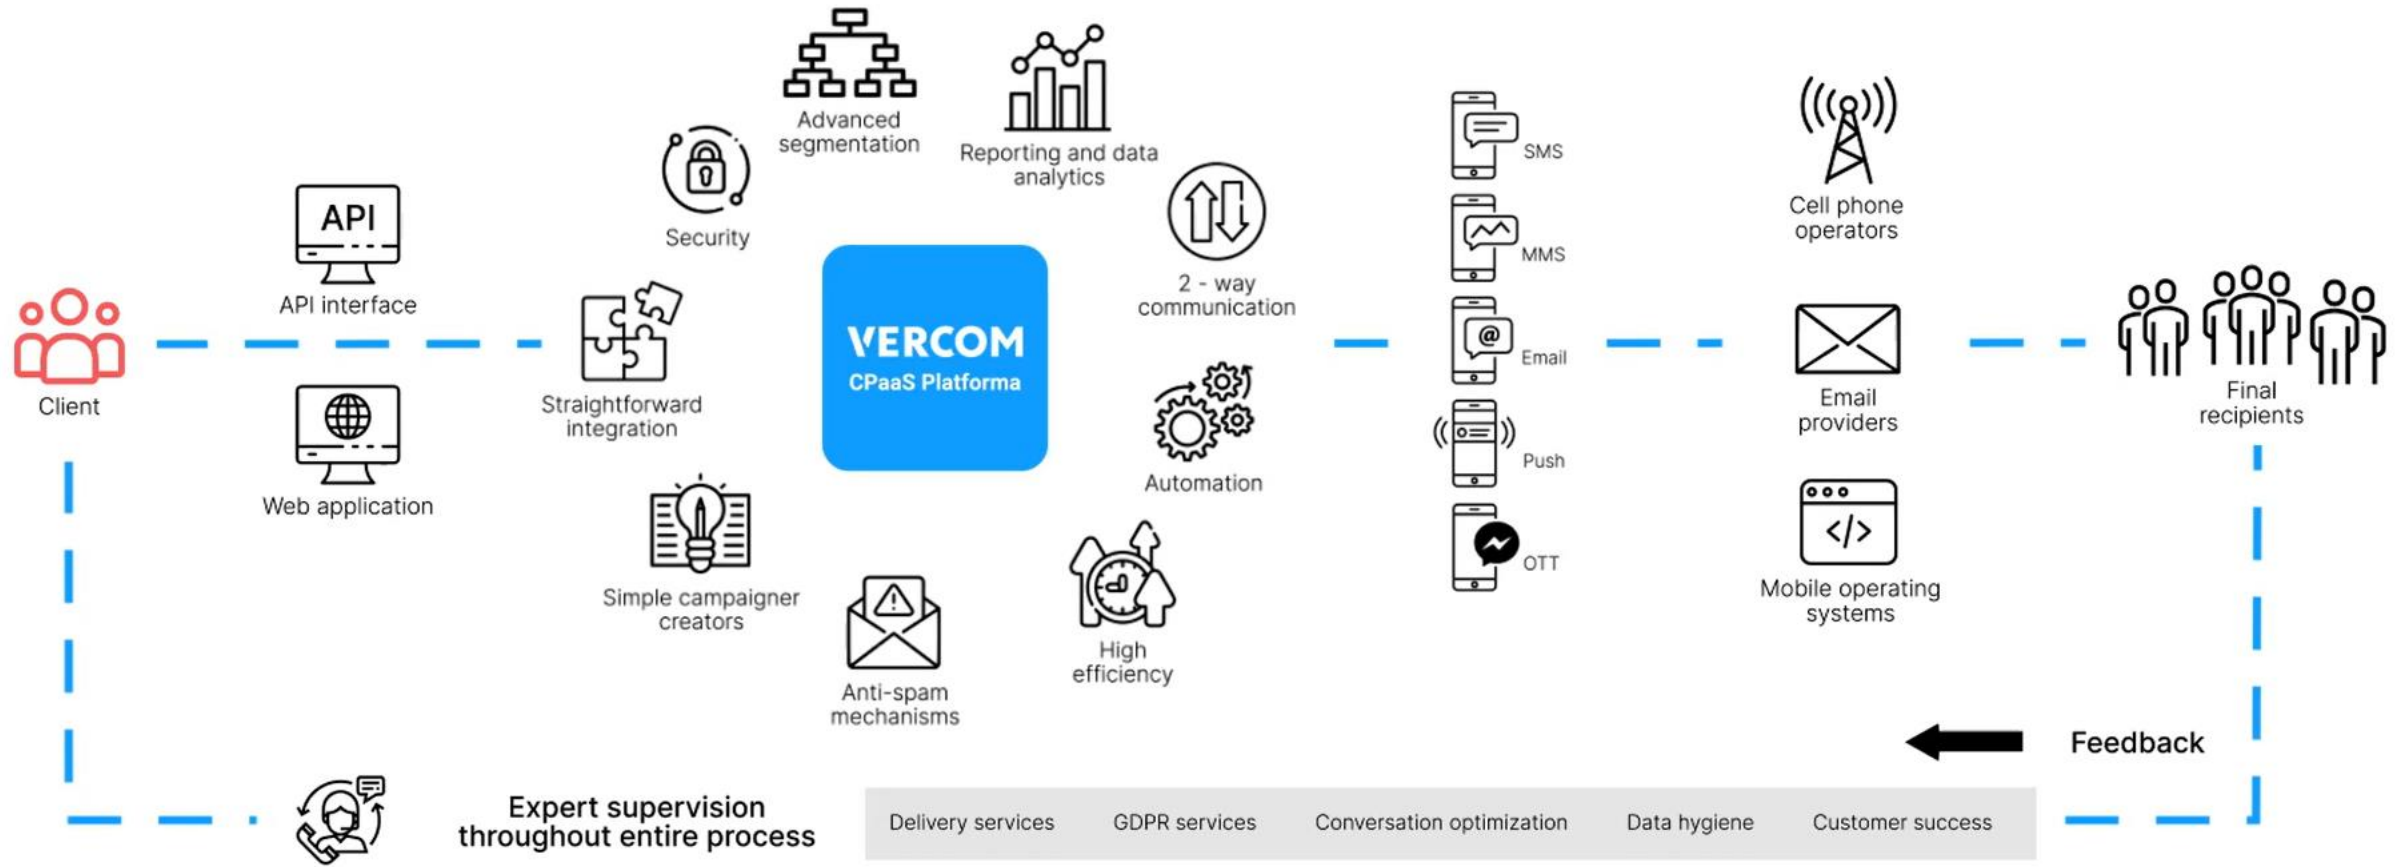 Client
API
API interface
Web application
Straightforward
integration
Security
Advanced
segmentation
Reporting and data
analytics
2 - way
communication
Automation
High
efficiency
Anti-spam
mechanisms
Simple campaigner
creators
VERCOM
CPaaS Platforma
SMS
MMS
@
Email
Push
OTT
Cell phone
operators
Email
providers
</>
Mobile operating
systems
Final
recipients
Feedback
Expert supervision
throughout entire process
Delivery services
GDPR services
Conversation optimization
Data hygiene
Customer success